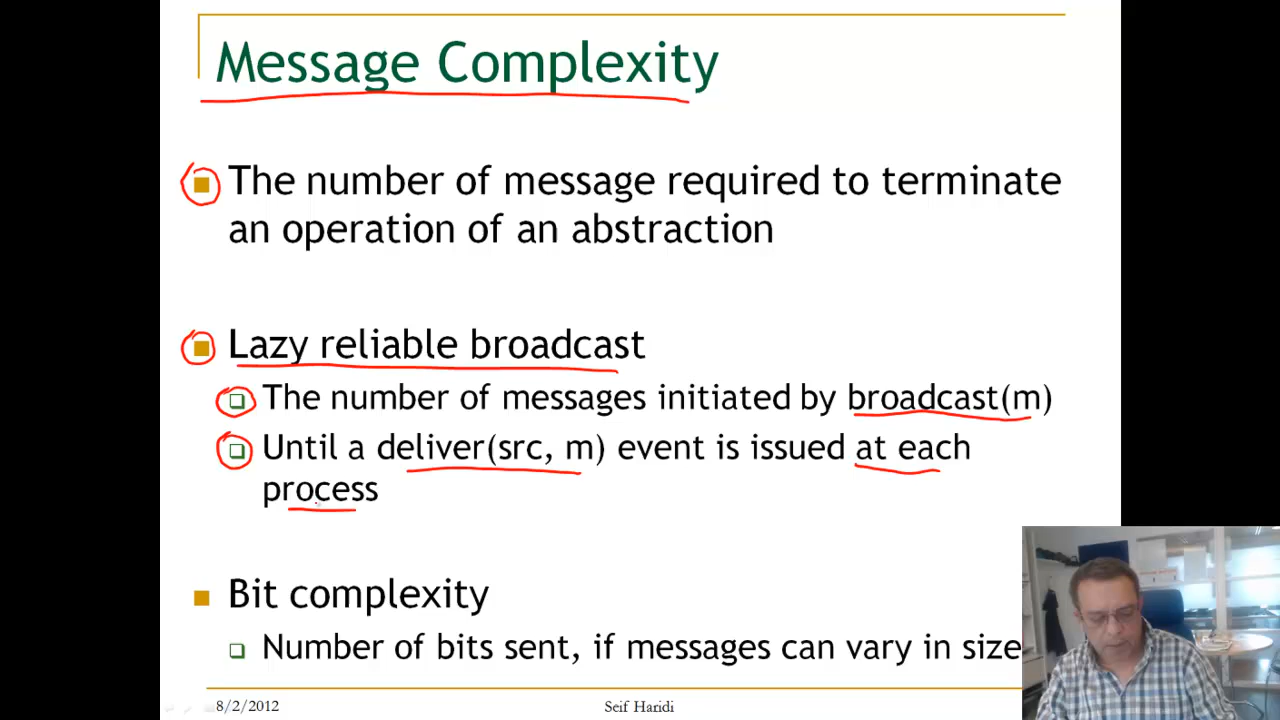 Message Complexity
The number of message required to terminate
an operation of an abstraction
Lazy reliable broadcast
The number of messages initiated by broadcast(m)
Until a deliver(src, m) event is issued at each
process
Bit complexity
Number of bits sent, if messages can vary in size
8/2/2012
Seif Haridi